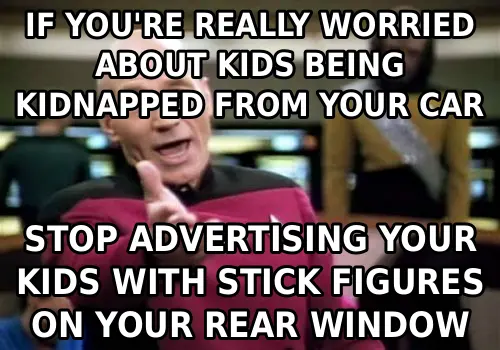 IF YOU'RE REALLY WORRIED
ABOUT KIDS BEING
KIDNAPPED FROM YOUR CAR
STOP ADVERTISING YOUR
KIDS WITH STICK FIGURES
ON YOUR REAR WINDOW